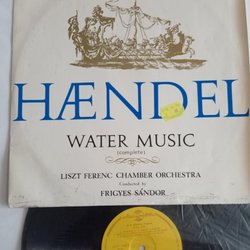 HÆNDEL
WATER MUSIC
(complete)
LISZT FERENC CHAMBER ORCHESTRA
Conducted by
FRIGYES SÁNDOR